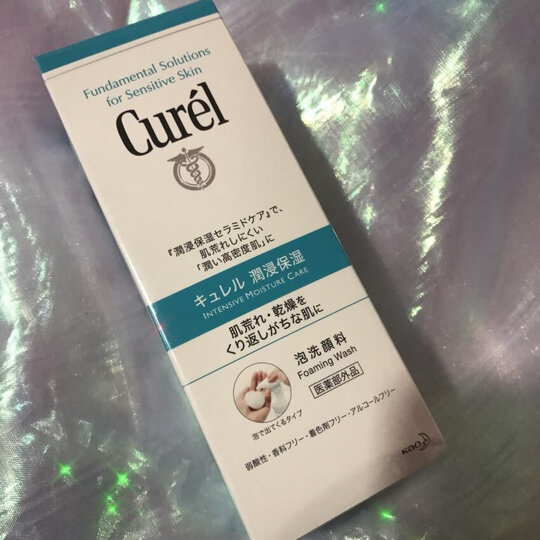 Fundamental Solutions
for Sensitive Skin
Curél
『潤浸保湿セラミドケア』で、
肌荒れしにくい
「潤い高密度肌」に
キュレル 潤浸保湿
INTENSIVE MOISTURE CARE
肌荒れ・乾燥を
くり返しがちな肌に
泡洗顔料
Foaming Wash
医薬部外品
泡で出てくるタイプ
弱酸性・香料フリー・着色剤フリー・アルコールフリー
Kao